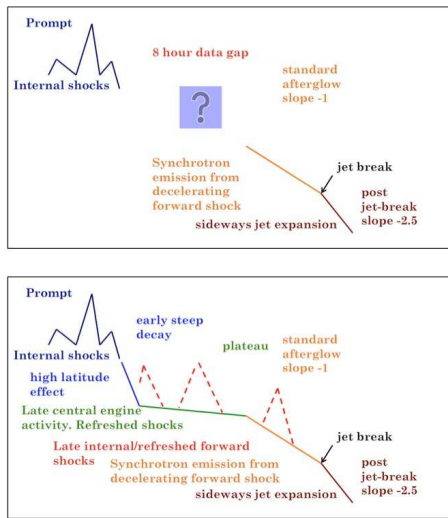 Prompt
8 hour data gap
Internal shocks
standard
afterglow
slope -1
?
Synchrotron
emission from
decelerating
forward shock
jet break
post
jet-break
slope -2.5
sideways jet expansion
Prompt
early steep
decay
Internal shocks
plateau
standard
afterglow
slope -1
high latitude
effect
Late central engine
activity. Refreshed shocks
Late internal/refreshed forward
shocks
Synchrotron emission from
decelerating forward shock
jet break
post
jet-break
slope -2.5
sideways jet expansion